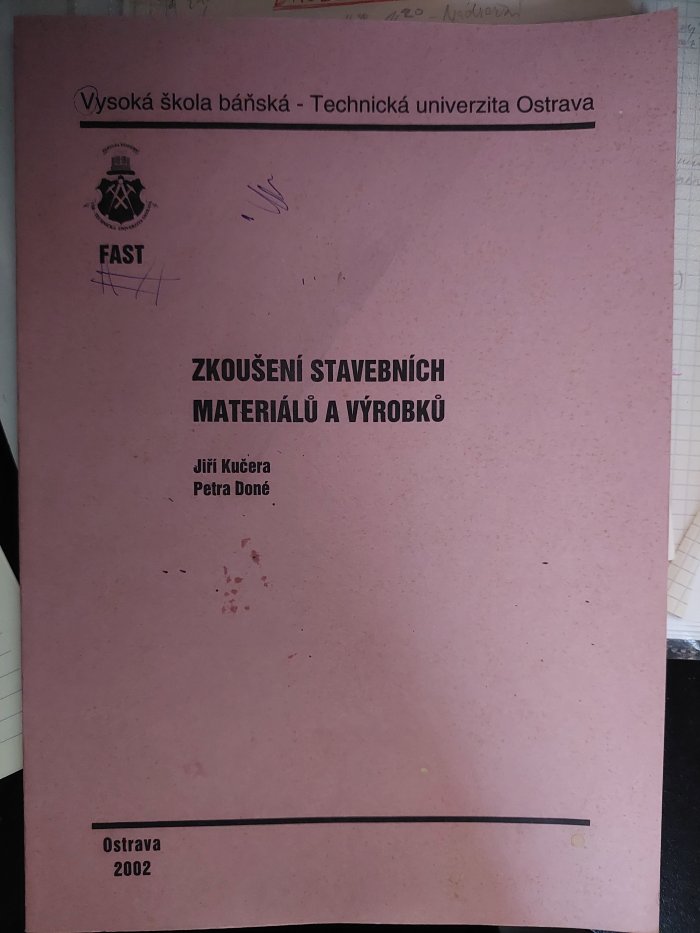 Vysoká škola báňská - Technická univerzita Ostrava
FAST
ZKOUŠENÍ STAVEBNÍCH
MATERIÁLŮ A VÝROBKŮ
Jiří Kučera
Petra Doné
Ostrava
2002